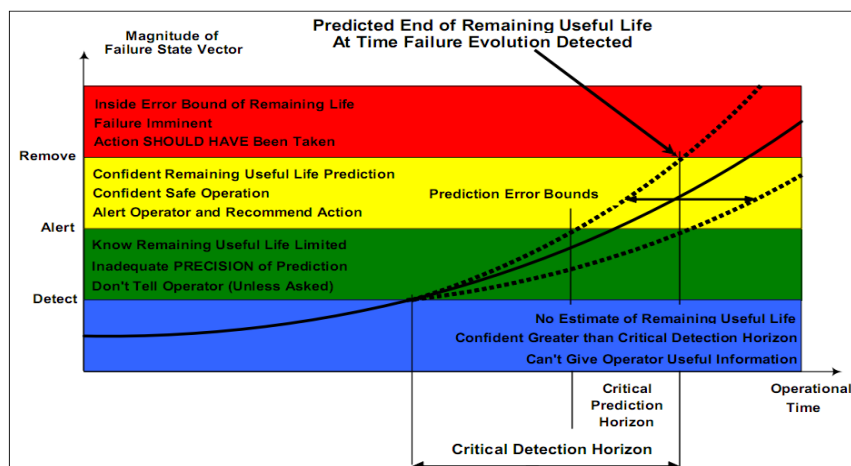 Predicted End of Remaining Useful Life
At Time Failure Evolution Detected
Magnitude of
Failure State Vector
Inside Error Bound of Remaining Life
Failure Imminent
Action SHOULD HAVE Been Taken
Remove
Confident Remaining Useful Life Prediction
Confident Safe Operation
Alert Operator and Recommend Action
Prediction Error Bounds
Alert
Know Remaining Useful Life Limited
Inadequate PRECISION of Prediction
Don't Tell Operator (Unless Asked)
Detect
No Estimate of Remaining Useful Life
Confident Greater than Critical Detection Horizon
Can't Give Operator Useful Information
Critical
Prediction
Horizon
Operational
Time
Critical Detection Horizon